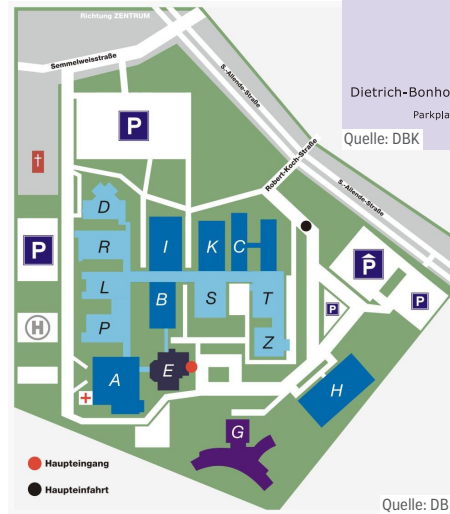 Richtung ZENTRUM
Semmelweisstraße
S.-Allende-Straße
Dietrich-Bonho
Parkpla
Quelle: DBK
P
Robert-Koch-Straße
S.-Allende-Straße
D
P
R
I
K
C
P
L
B
S
T
P
H
P
P
Z
A
E
H
G
Haupteingang
Haupteinfahrt
Quelle: DB